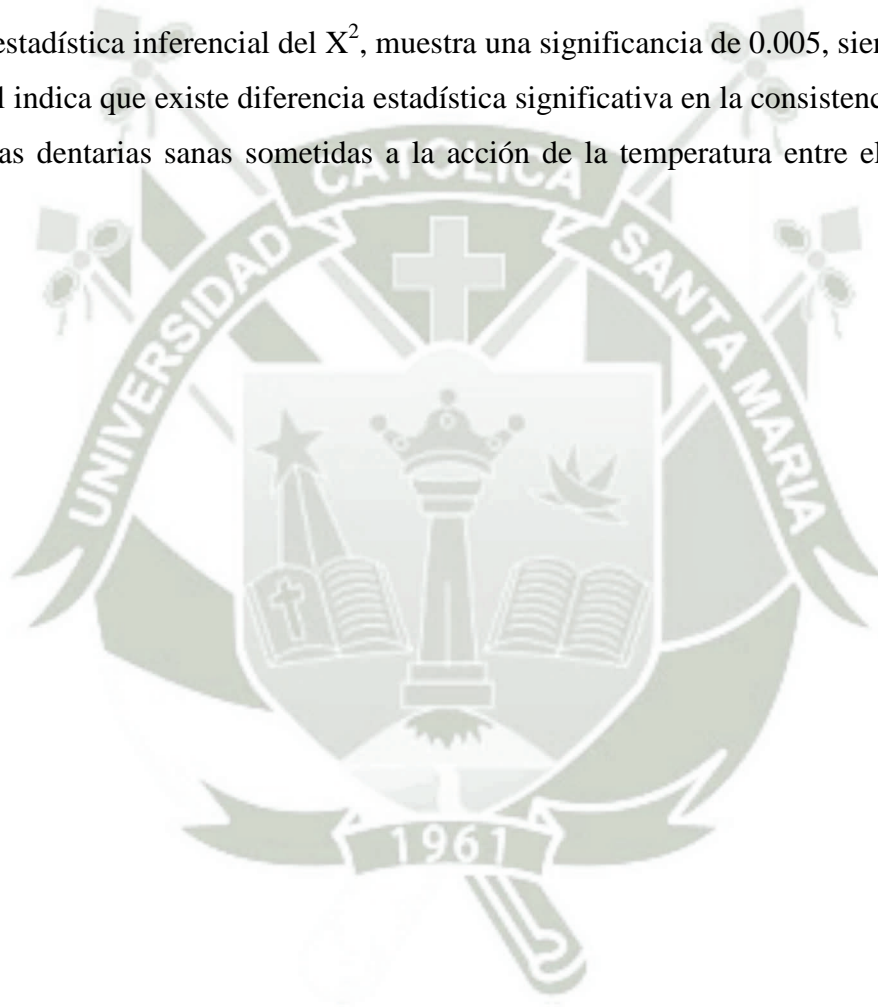 estadística inferencial del X², muestra una significancia de 0.005, sien
l indica que existe diferencia estadística significativa en la consistenc
as dentarias sanas sometidas a la acción de la temperatura entre el
CATOLICA
UNIVERSIDAD
SANTA MARIA
1961